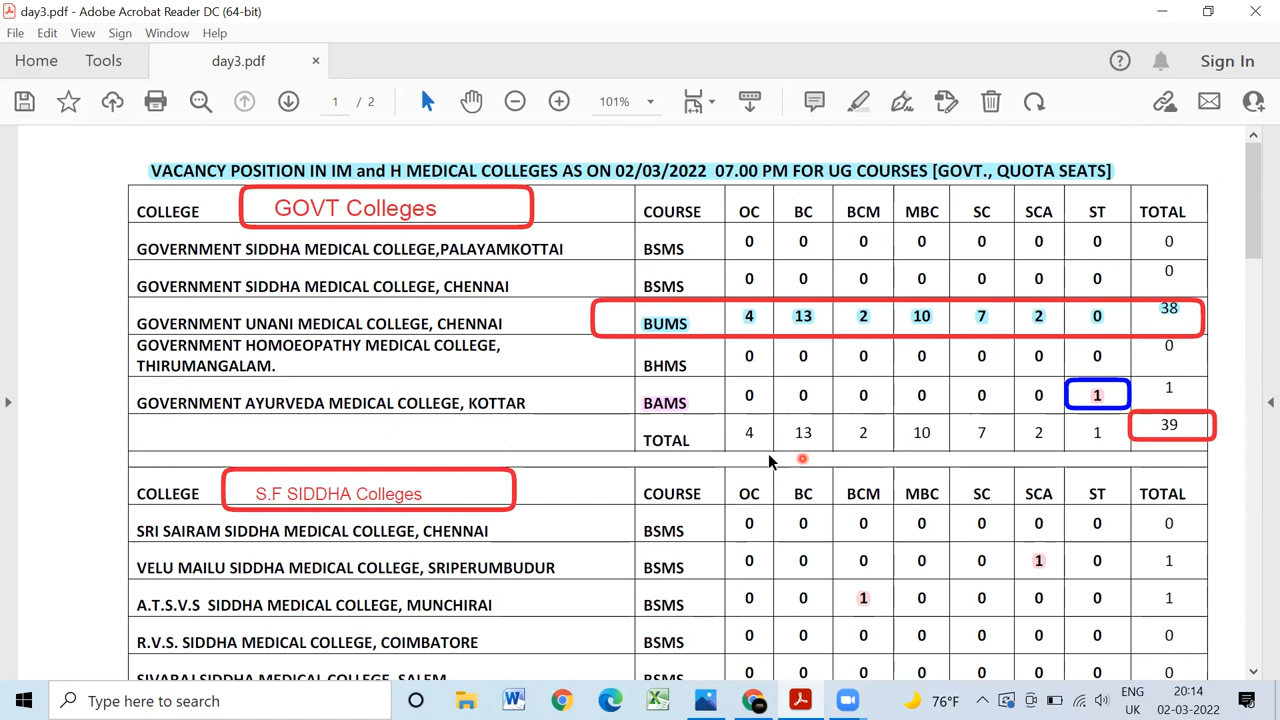 day3.pdf - Adobe Acrobat Reader DC (64-bit)
File Edit View Sign Window Help
Home Tools day3.pdf × Sign In
1 / 2 101%
VACANCY POSITION IN IM and H MEDICAL COLLEGES AS ON 02/03/2022 07.00 PM FOR UG COURSES [GOVT., QUOTA SEATS]
COLLEGE GOVT Colleges COURSE OC BC BCM MBC SC SCA ST TOTAL
GOVERNMENT SIDDHA MEDICAL COLLEGE,PALAYAMKOTTAI BSMS 0 0 0 0 0 0 0 0
GOVERNMENT SIDDHA MEDICAL COLLEGE, CHENNAI BSMS 0 0 0 0 0 0 0 0
GOVERNMENT UNANI MEDICAL COLLEGE, CHENNAI BUMS 4 13 2 10 7 2 0 38
GOVERNMENT HOMOEOPATHY MEDICAL COLLEGE,
THIRUMANGALAM. BHMS 0 0 0 0 0 0 0 0
GOVERNMENT AYURVEDA MEDICAL COLLEGE, KOTTAR BAMS 0 0 0 0 0 0 1 1
TOTAL 4 13 2 10 7 2 1 39
COLLEGE S.F SIDDHA Colleges COURSE OC BC BCM MBC SC SCA ST TOTAL
SRI SAIRAM SIDDHA MEDICAL COLLEGE, CHENNAI BSMS 0 0 0 0 0 0 0 0
VELU MAILU SIDDHA MEDICAL COLLEGE, SRIPERUMBUDUR BSMS 0 0 0 0 0 1 0 1
A.T.S.V.S SIDDHA MEDICAL COLLEGE, MUNCHIRAI BSMS 0 0 1 0 0 0 0 1
R.V.S. SIDDHA MEDICAL COLLEGE, COIMBATORE BSMS 0 0 0 0 0 0 0 0
SIVARAJ SIDDHA MEDICAL COLLEGE, SALEM BSMS 0 0 0 0 0 0 0 0
Type here to search 76°F ENG 20:14
UK 02-03-2022